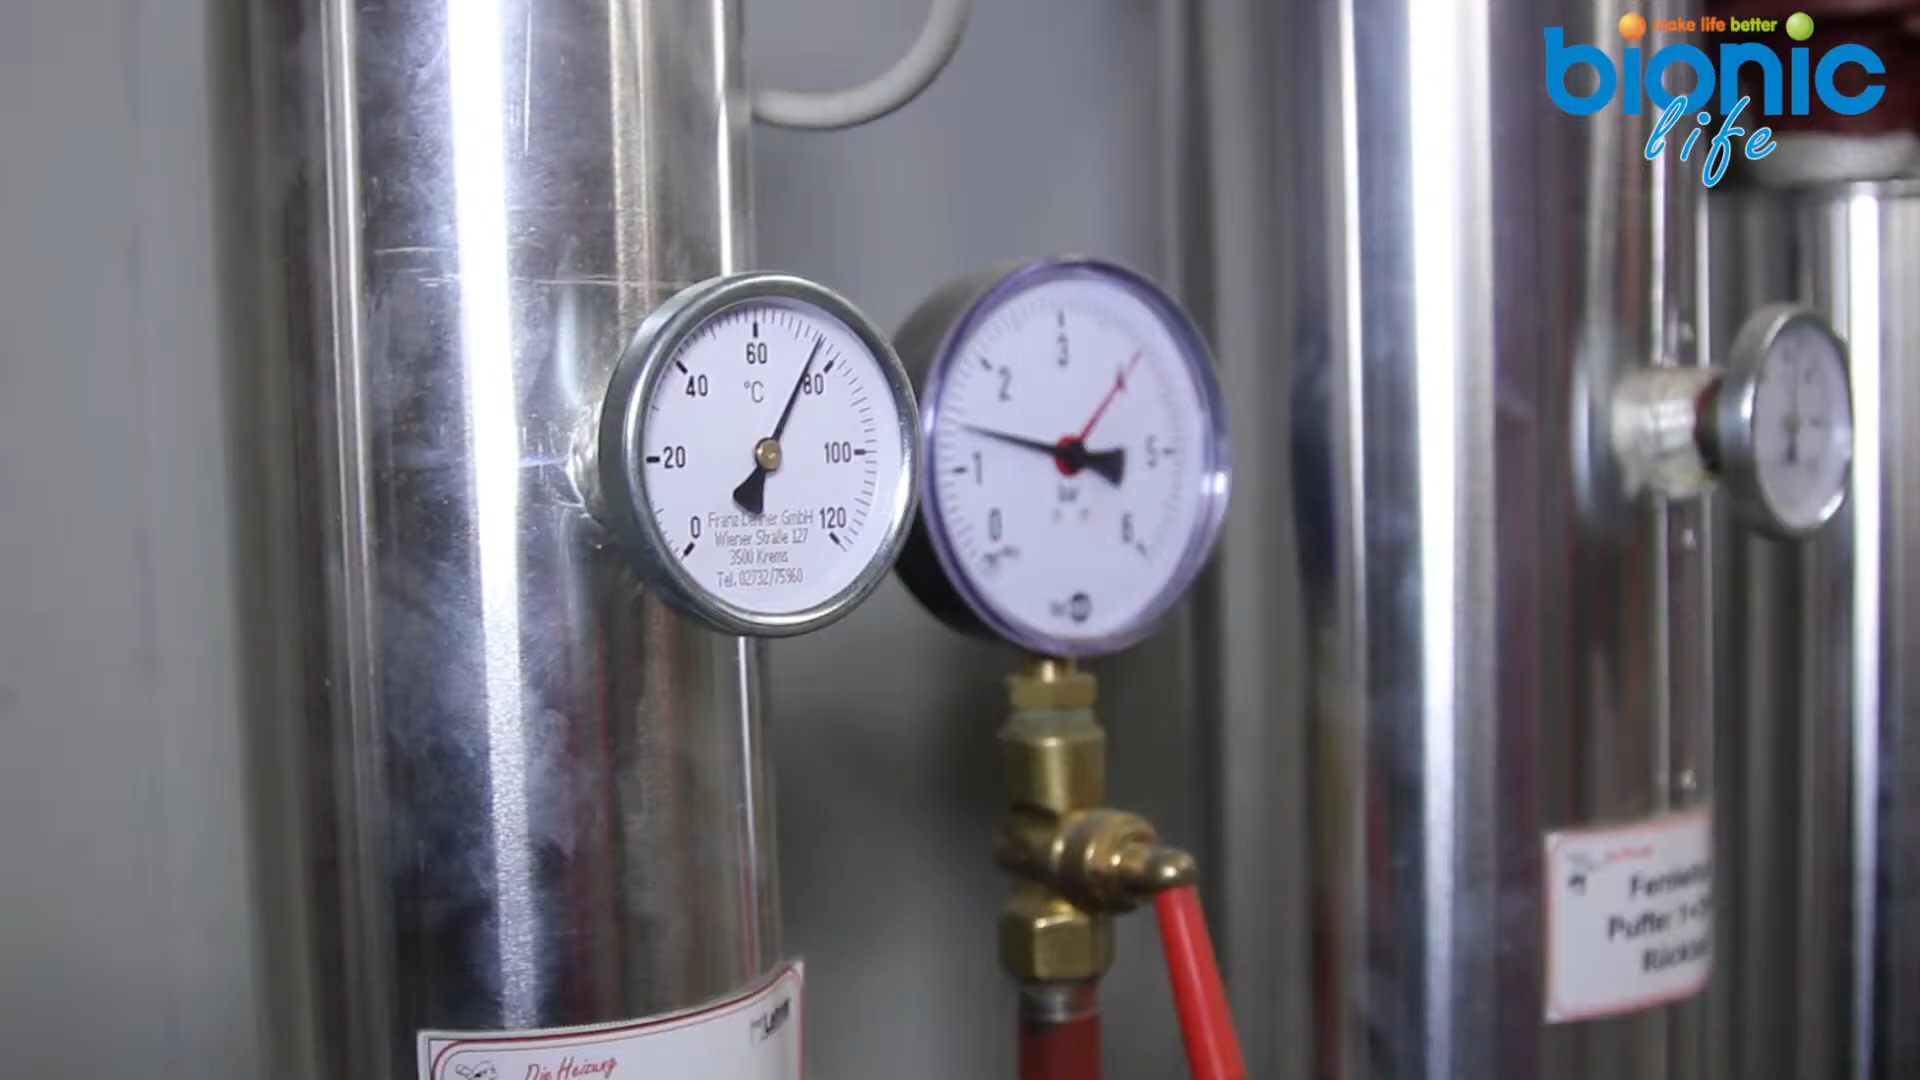 make life better
bionic
life
60
40
°C
80
20
100
0
120
Franz Lehner GmbH
Wiener Straße 127
3500 Krems
Tel. 02732/75960
3
2
4
1
5
bar
0
6
Puffer
Die Heizung